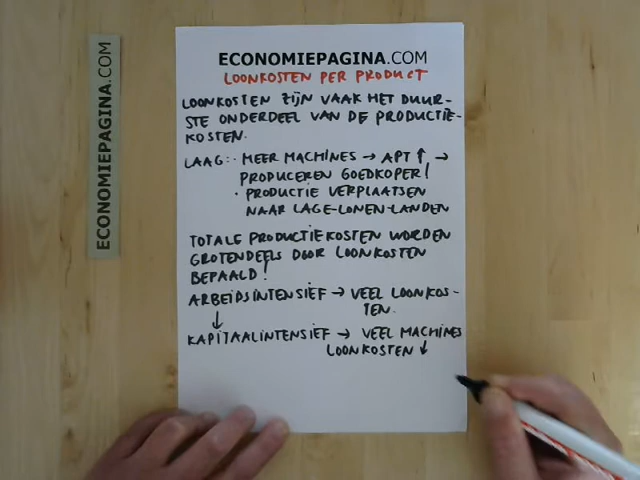 ECONOMIEPAGINA.COM
ECONOMIEPAGINA.COM
LOONKOSTEN PER PRODUCT
LOONKOSTEN ZIJN VAAK HET DUUR-
STE ONDERDEEL VAN DE PRODUCTIE-
KOSTEN.
LAAG: · MEER MACHINES → APT ↑ →
PRODUCEREN GOEDKOPER!
· PRODUCTIE VERPLAATSEN
NAAR LAGE-LONEN-LANDEN
TOTALE PRODUCTIEKOSTEN WORDEN
GROTENDEELS DOOR LOONKOSTEN
BEPAALD!
ARBEIDSINTENSIEF → VEEL LOONKOS-
TEN.
↓
KAPITAALINTENSIEF → VEEL MACHINES
LOONKOSTEN ↓